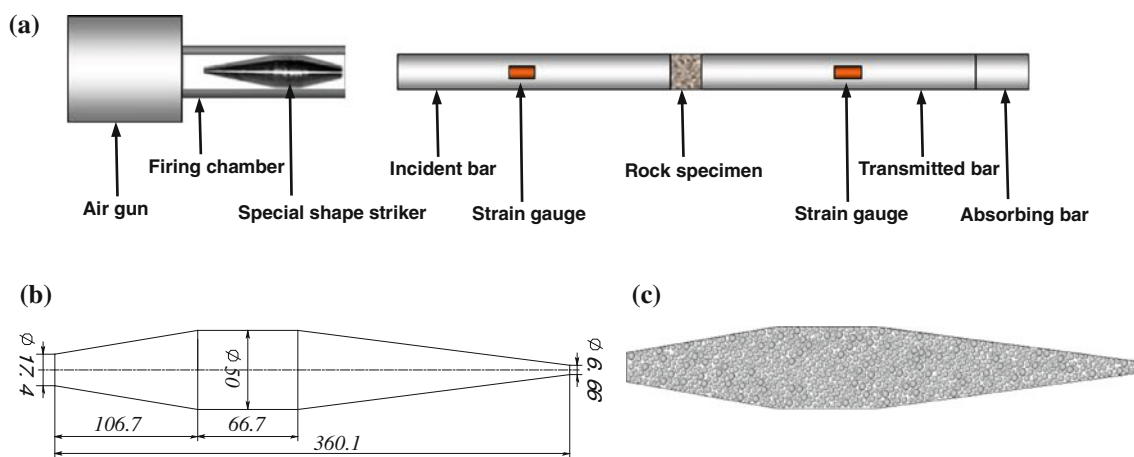 (a)
Firing chamber
Incident bar
Rock specimen
Transmitted bar
Air gun
Special shape striker
Strain gauge
Strain gauge
Absorbing bar
(b)
(c)
φ 17.4
φ 50
φ 6.66
106.7
66.7
360.1